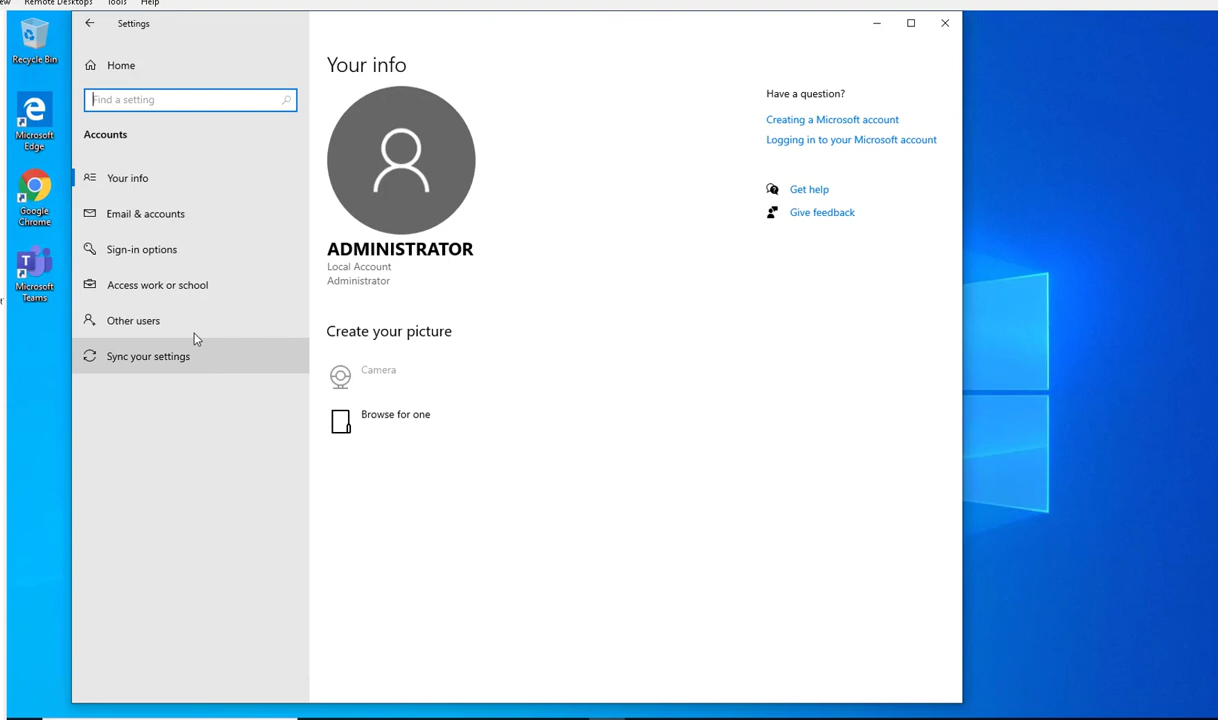 Remote Desktops Tools Help
Settings
Recycle Bin
Microsoft
Edge
Google
Chrome
Microsoft
Teams
Home
Find a setting
Accounts
Your info
Email & accounts
Sign-in options
Access work or school
Other users
Sync your settings
Your info
ADMINISTRATOR
Local Account
Administrator
Create your picture
Camera
Browse for one
Have a question?
Creating a Microsoft account
Logging in to your Microsoft account
Get help
Give feedback